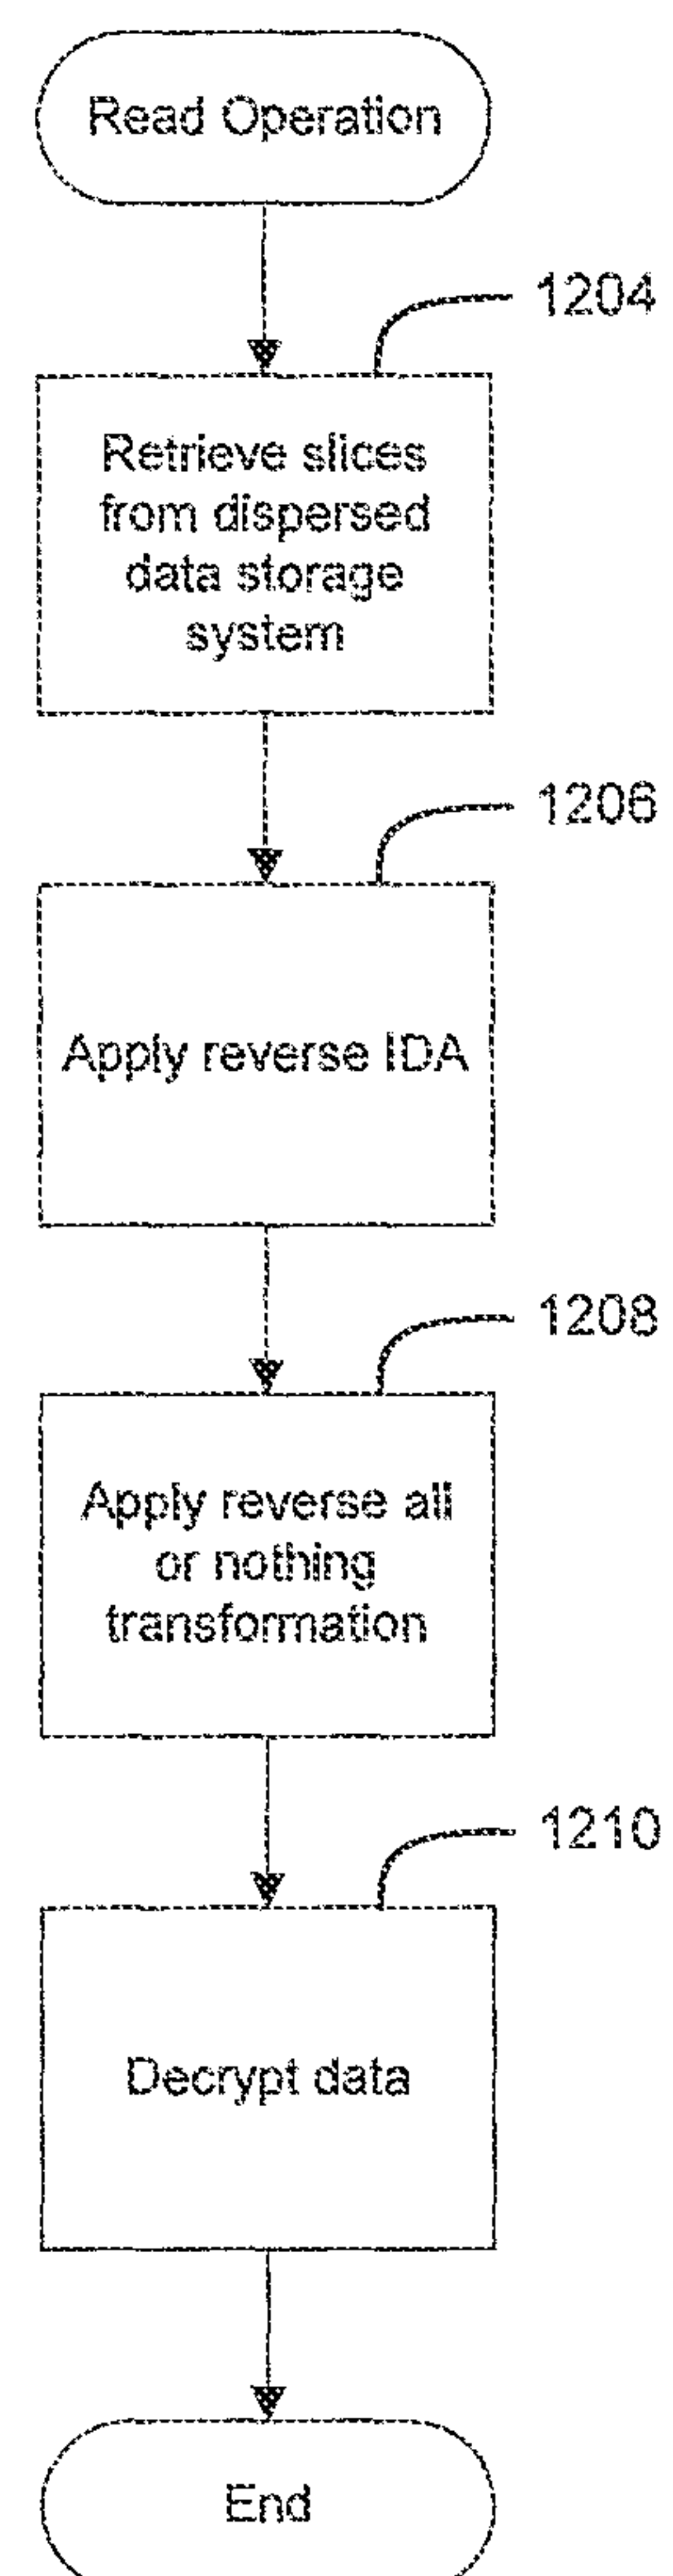 Read Operation
1204
Retrieve slices
from dispersed
data storage
system
1206
Apply reverse IDA
1208
Apply reverse all
or nothing
transformation
1210
Decrypt data
End